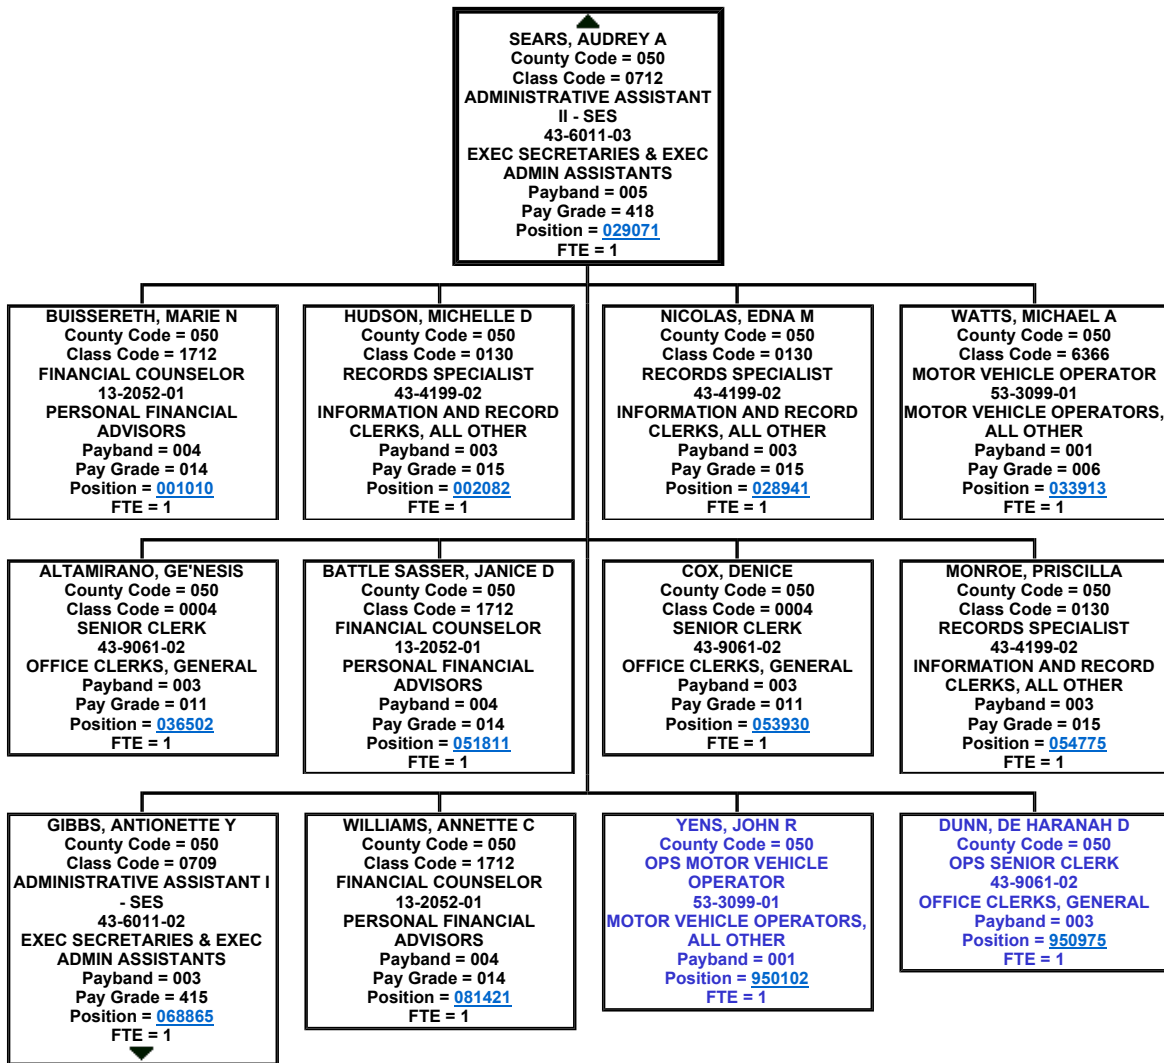 SEARS, AUDREY A
County Code = 050
Class Code = 0712
ADMINISTRATIVE ASSISTANT
II - SES
43-6011-03
EXEC SECRETARIES & EXEC
ADMIN ASSISTANTS
Payband = 005
Pay Grade = 418
Position = 029071
FTE = 1
BUISSERETH, MARIE N
County Code = 050
Class Code = 1712
FINANCIAL COUNSELOR
13-2052-01
PERSONAL FINANCIAL
ADVISORS
Payband = 004
Pay Grade = 014
Position = 001010
FTE = 1
HUDSON, MICHELLE D
County Code = 050
Class Code = 0130
RECORDS SPECIALIST
43-4199-02
INFORMATION AND RECORD
CLERKS, ALL OTHER
Payband = 003
Pay Grade = 015
Position = 002082
FTE = 1
NICOLAS, EDNA M
County Code = 050
Class Code = 0130
RECORDS SPECIALIST
43-4199-02
INFORMATION AND RECORD
CLERKS, ALL OTHER
Payband = 003
Pay Grade = 015
Position = 028941
FTE = 1
WATTS, MICHAEL A
County Code = 050
Class Code = 6366
MOTOR VEHICLE OPERATOR
53-3099-01
MOTOR VEHICLE OPERATORS,
ALL OTHER
Payband = 001
Pay Grade = 006
Position = 033913
FTE = 1
ALTAMIRANO, GE'NESIS
County Code = 050
Class Code = 0004
SENIOR CLERK
43-9061-02
OFFICE CLERKS, GENERAL
Payband = 003
Pay Grade = 011
Position = 036502
FTE = 1
BATTLE SASSER, JANICE D
County Code = 050
Class Code = 1712
FINANCIAL COUNSELOR
13-2052-01
PERSONAL FINANCIAL
ADVISORS
Payband = 004
Pay Grade = 014
Position = 051811
FTE = 1
COX, DENICE
County Code = 050
Class Code = 0004
SENIOR CLERK
43-9061-02
OFFICE CLERKS, GENERAL
Payband = 003
Pay Grade = 011
Position = 053930
FTE = 1
MONROE, PRISCILLA
County Code = 050
Class Code = 0130
RECORDS SPECIALIST
43-4199-02
INFORMATION AND RECORD
CLERKS, ALL OTHER
Payband = 003
Pay Grade = 015
Position = 054775
FTE = 1
GIBBS, ANTIONETTE Y
County Code = 050
Class Code = 0709
ADMINISTRATIVE ASSISTANT I
- SES
43-6011-02
EXEC SECRETARIES & EXEC
ADMIN ASSISTANTS
Payband = 003
Pay Grade = 415
Position = 068865
FTE = 1
WILLIAMS, ANNETTE C
County Code = 050
Class Code = 1712
FINANCIAL COUNSELOR
13-2052-01
PERSONAL FINANCIAL
ADVISORS
Payband = 004
Pay Grade = 014
Position = 081421
FTE = 1
YENS, JOHN R
County Code = 050
OPS MOTOR VEHICLE
OPERATOR
53-3099-01
MOTOR VEHICLE OPERATORS,
ALL OTHER
Payband = 001
Position = 950102
FTE = 1
DUNN, DE HARANAH D
County Code = 050
OPS SENIOR CLERK
43-9061-02
OFFICE CLERKS, GENERAL
Payband = 003
Position = 950975
FTE = 1